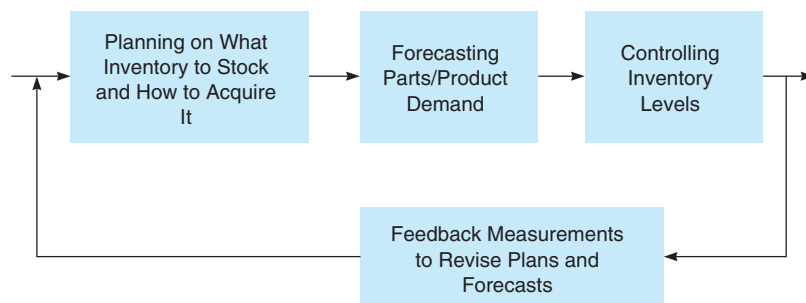 Planning on What
Inventory to Stock
and How to Acquire
It
Forecasting
Parts/Product
Demand
Controlling
Inventory
Levels
Feedback Measurements
to Revise Plans and
Forecasts